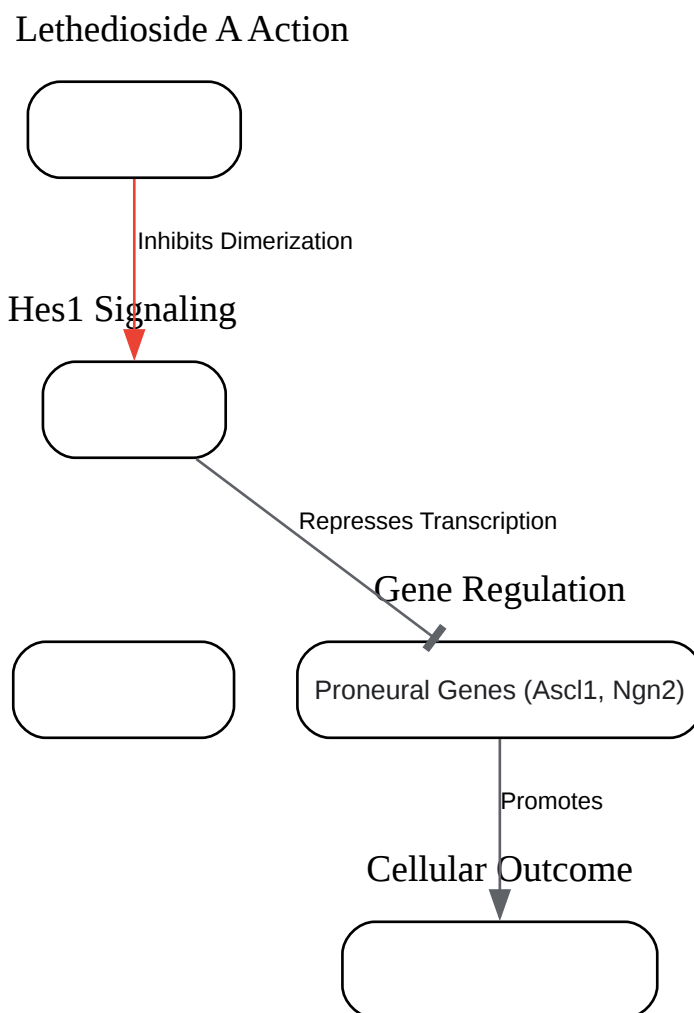 Lethedioside A Action
Inhibits Dimerization
Hes1 Signaling
Represses Transcription
Gene Regulation
Proneural Genes (Ascl1, Ngn2)
Promotes
Cellular Outcome